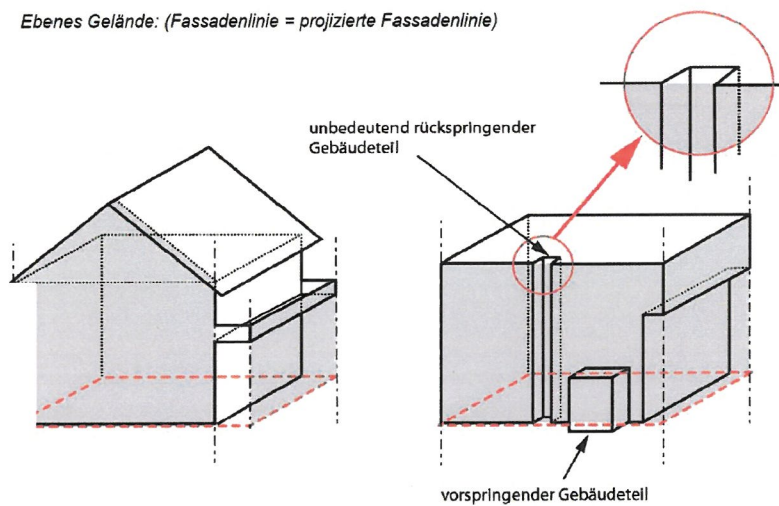 Ebenes Gelände: (Fassadenlinie = projizierte Fassadenlinie)
unbedeutend rückspringender
Gebäudeteil
vorspringender Gebäudeteil